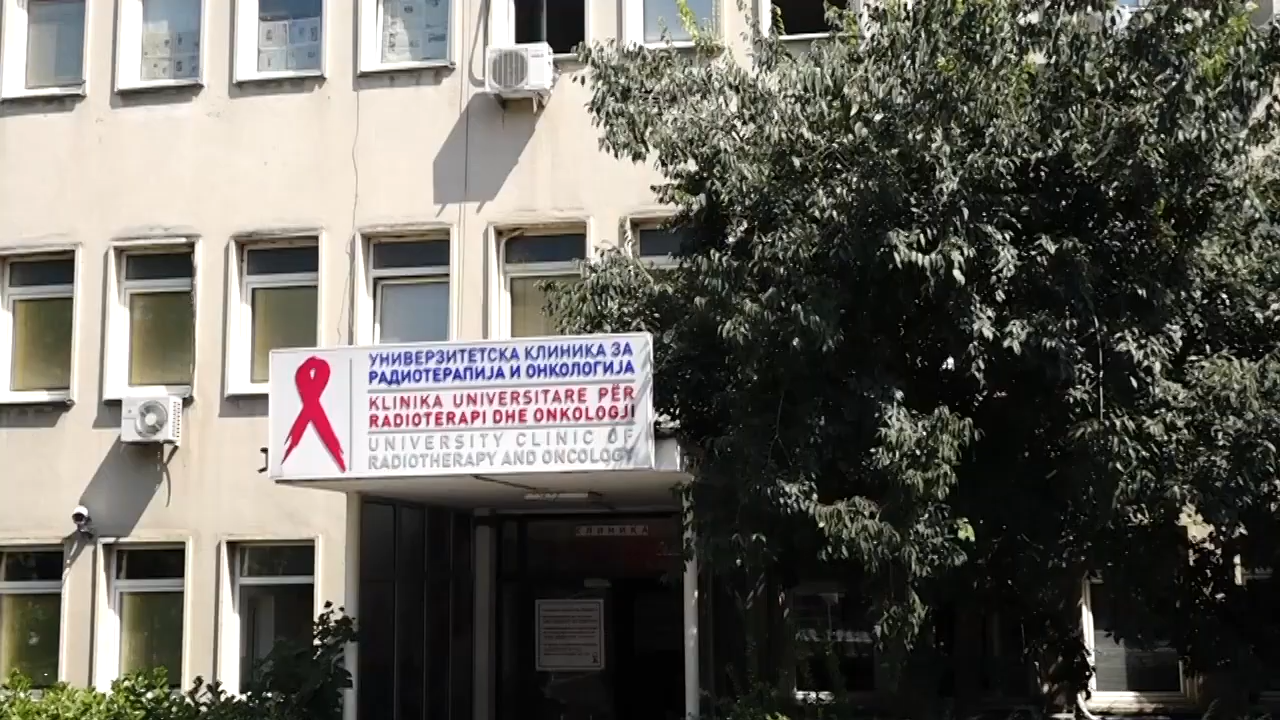 УНИВЕРЗИТЕТСКА КЛИНИКА ЗА
РАДИОТЕРАПИЈА И ОНКОЛОГИЈА
KLINIKA UNIVERSITARE PËR
RADIOTERAPI DHE ONKOLOGJI
UNIVERSITY CLINIC OF
RADIOTHERAPY AND ONCOLOGY
КЛИНИКА